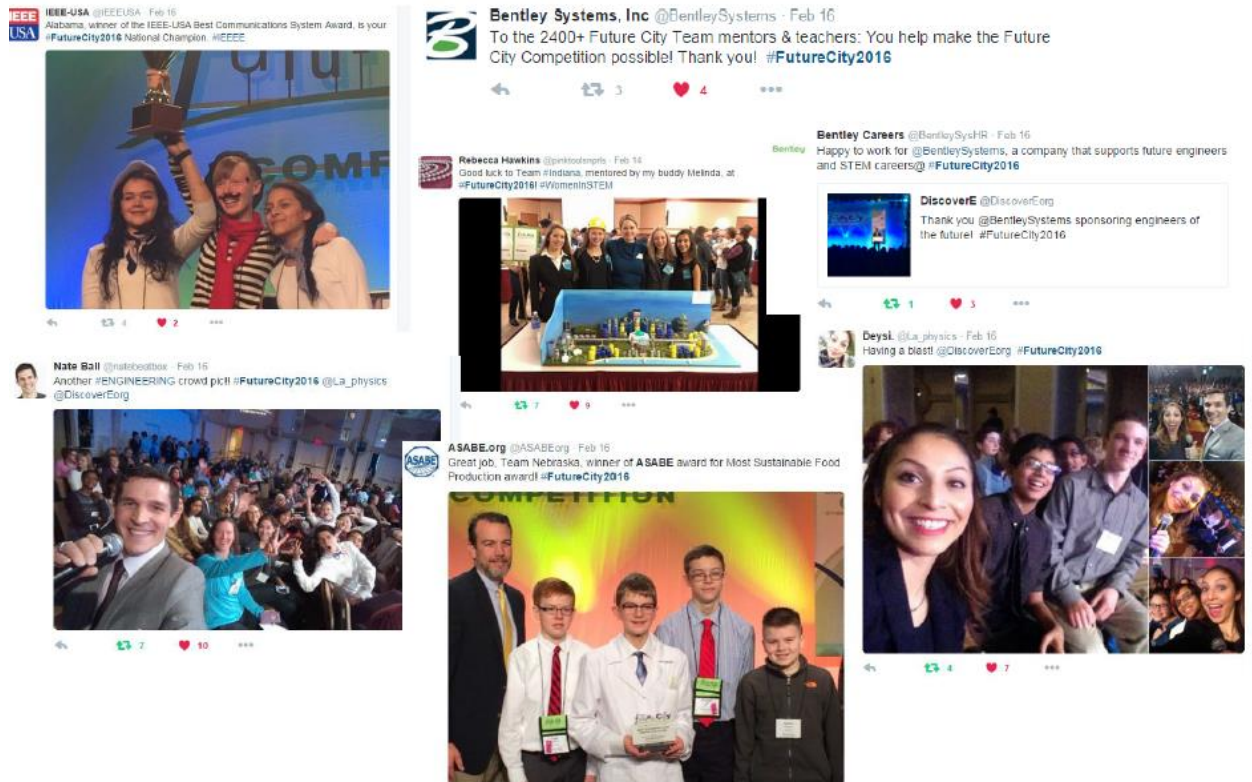 IEEE USA
IEEE-USA @IEEEUSA · Feb 16
Alabama, winner of the IEEE-USA Best Communications System Award, is your
#FutureCity2016 National Champion. #IEEEE
COMP
4 2
Bentley Systems, Inc @BentleySystems · Feb 16
To the 2400+ Future City Team mentors & teachers: You help make the Future
City Competition possible! Thank you! #FutureCity2016
3 4
Rebecca Hawkins · Feb 14
Good luck to Team #Indiana, mentored by my buddy Melinda, at
#FutureCity2016! #WomenInSTEM
7 9
Bentley
Bentley Careers @BentleySysHR · Feb 16
Happy to work for @BentleySystems, a company that supports future engineers
and STEM careers@ #FutureCity2016
DiscoverE @DiscoverEorg
Thank you @BentleySystems sponsoring engineers of
the future! #FutureCity2016
1 3
Nate Ball @natebeatbox · Feb 16
Another #ENGINEERING crowd pic!! #FutureCity2016 @La_physics
@DiscoverEorg
7 10
ASABE
ASABE.org @ASABEorg · Feb 16
Great job, Team Nebraska, winner of ASABE award for Most Sustainable Food
Production award! #FutureCity2016
COMPETITION
Deysi. @La_physics · Feb 16
Having a blast! @DiscoverEorg #FutureCity2016
4 7